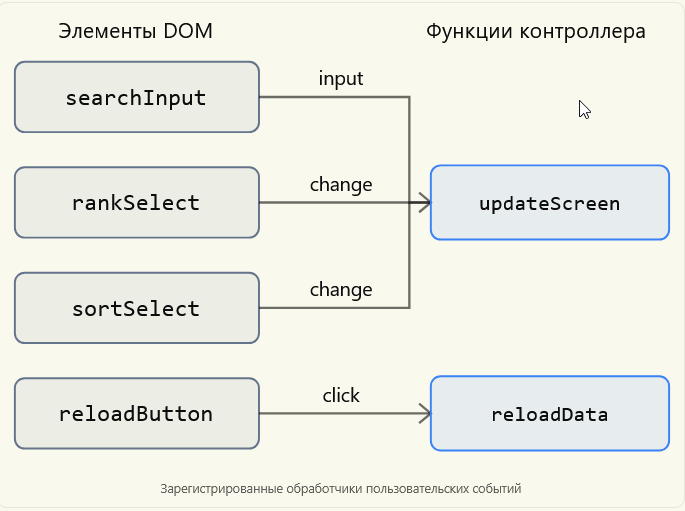 Элементы DOM
Функции контроллера
searchInput
input
rankSelect
change
updateScreen
sortSelect
change
reloadButton
click
reloadData
Зарегистрированные обработчики пользовательских событий